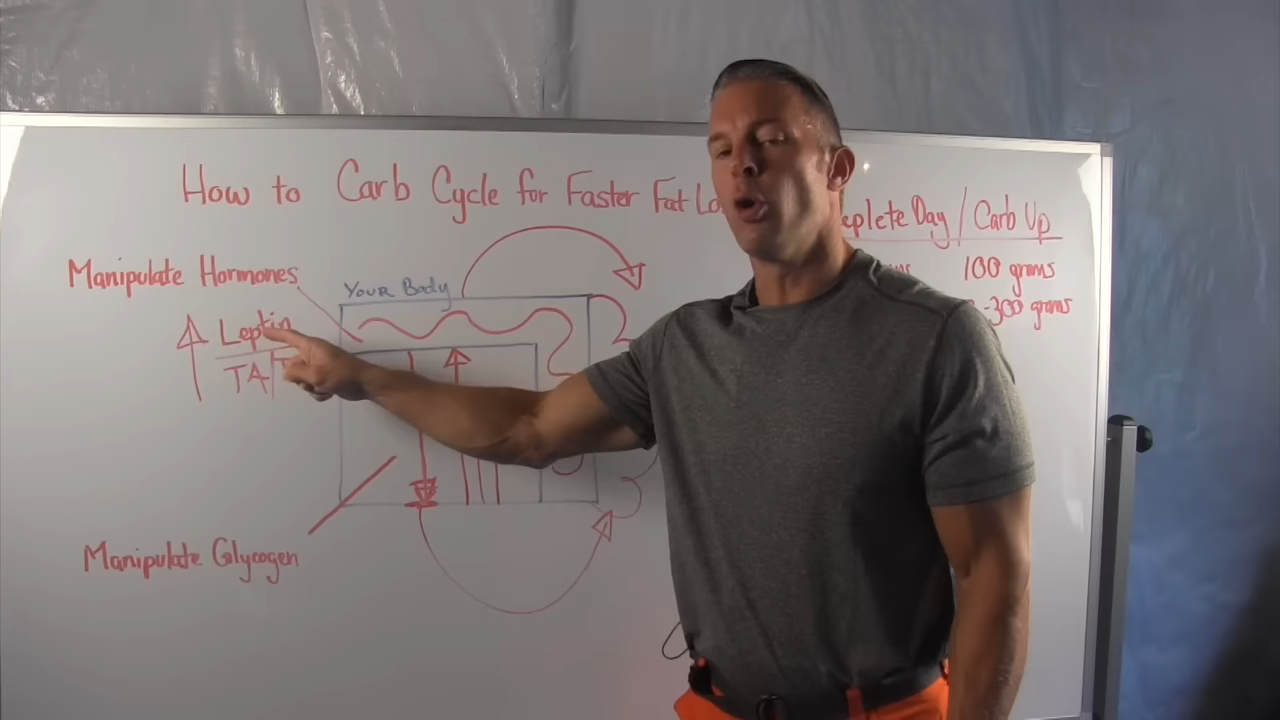 How to Carb Cycle for Faster Fat Lo
eplete Day / Carb Up
Manipulate Hormones
100 grams
Your Body
-300 grams
Leptin
TA/
Manipulate Glycogen